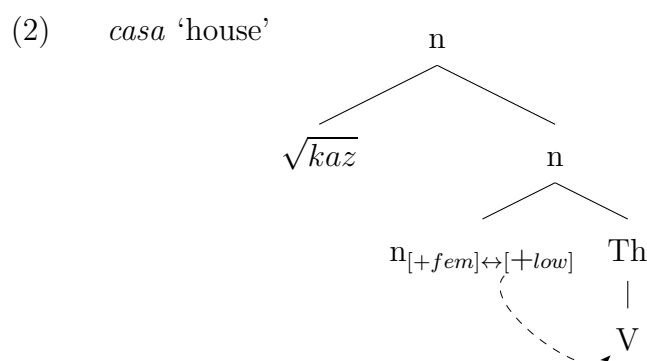 (2) casa ‘house’
n
√kaz
n
n[+fem]↔[+low] Th
V